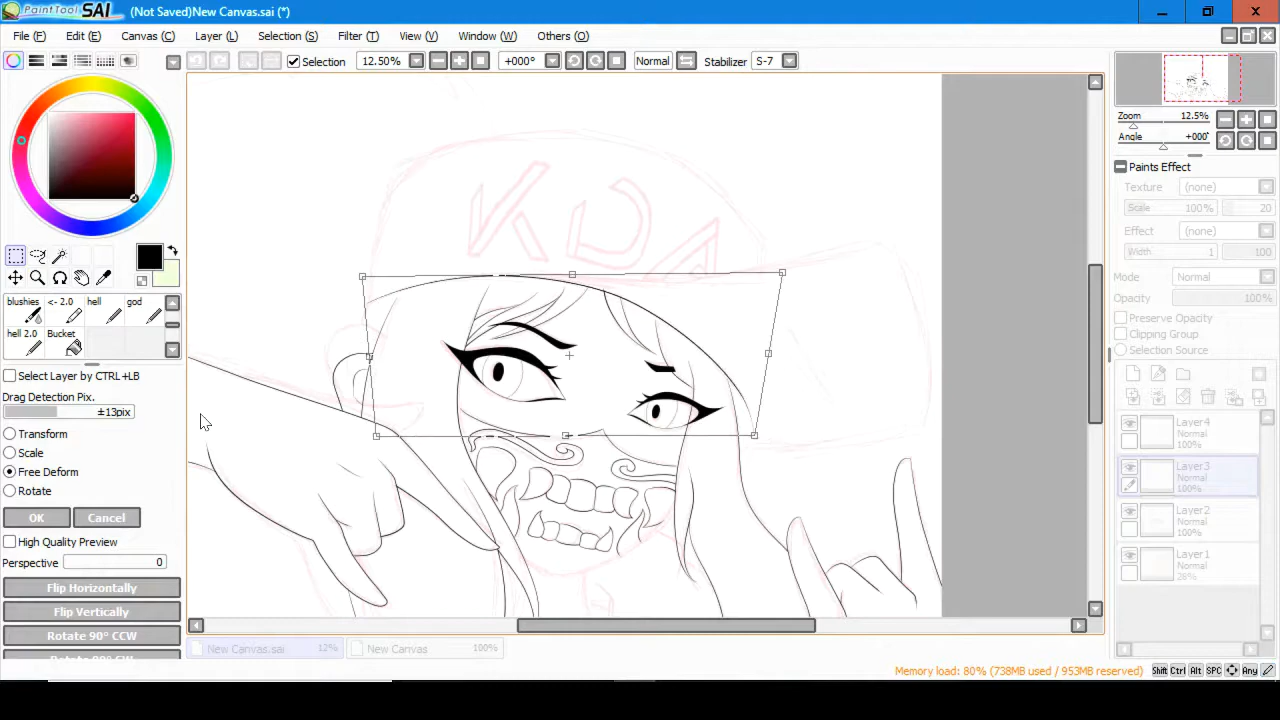 PaintTool SAI (Not Saved)New Canvas.sai (*)
File (F) Edit (E) Canvas (C) Layer (L) Selection (S) Filter (T) View (V) Window (W) Others (O)
Selection 12.50% +000° Normal Stabilizer S-7
Zoom 12.5%
Angle +000°
Paints Effect
Texture (none)
Scale 100% 20
Effect (none)
Width 1 100
Mode Normal
Opacity 100%
Preserve Opacity
Clipping Group
Selection Source
blushies <- 2.0 hell god
hell 2.0 Bucket
Select Layer by CTRL+LB
Drag Detection Pix.
±13pix
Transform
Scale
Free Deform
Rotate
OK Cancel
High Quality Preview
Perspective 0
Flip Horizontally
Flip Vertically
Rotate 90° CCW
Rotate 90° CW
KDA
Layer4
Normal
100%
Layer3
Normal
100%
Layer2
Normal
100%
Layer1
Normal
28%
New Canvas.sai 12% New Canvas 100%
Memory load: 80% (738MB used / 953MB reserved) Shift Ctrl Alt SPC Any